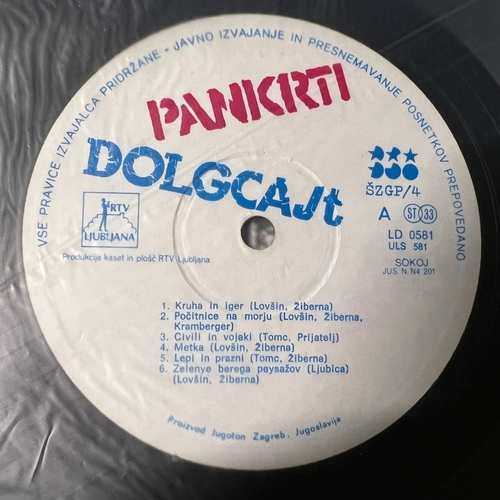 VSE PRAVICE IZVAJALCA PRIDRŽANE - JAVNO IZVAJANJE IN PRESNEMAVANJE POSNETKOV PREPOVEDANO
PANKRTI
DOLGCAJt
RTV
LJUBLJANA
Produkcija kaset in plošč RTV Ljubljana
ŠZGP/4
A ST 33
LD 0581
ULS 581
SOKOJ
JUS. N. N4 201
1. Kruha in iger (Lovšin, Žiberna)
2. Počitnice na morju (Lovšin, Žiberna,
Kramberger)
3. Civili in vojaki (Tomc, Prijatelj)
4. Metka (Lovšin, Žiberna)
5. Lepi in prazni (Tomc, Žiberna)
6. Zelenye berega peysažov (Ljubica)
(Lovšin, Žiberna)
Proizvod Jugoton Zagreb, Jugoslavija